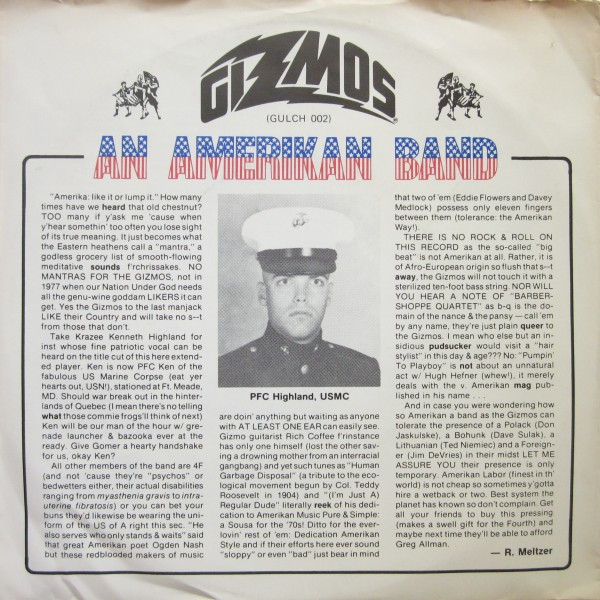 GIZMOS
(GULCH 002)
AN AMERIKAN BAND
"Amerika: like it or lump it." How many
times have we heard that old chestnut?
TOO many if y'ask me 'cause when
y'hear somethin' too often you lose sight
of its true meaning. It just becomes what
the Eastern heathens call a "mantra," a
godless grocery list of smooth-flowing
meditative sounds f'rchrissakes. NO
MANTRAS FOR THE GIZMOS, not in
1977 when our Nation Under God needs
all the genu-wine goddam LIKERS it can
get. Yes the Gizmos to the last manjack
LIKE their Country and will take no s--t
from those that don't.
Take Krazee Kenneth Highland for
inst whose fine patriotic vocal can be
heard on the title cut of this here extend-
ed player. Ken is now PFC Ken of the
fabulous US Marine Corpse (eat yer
hearts out, USN!), stationed at Ft. Meade,
MD. Should war break out in the hinter-
lands of Quebec (I mean there's no telling
what those commie frogs'll think of next)
Ken will be our man of the hour w/ gre-
nade launcher & bazooka ever at the
ready. Give Gomer a hearty handshake
for us, okay Ken?
All other members of the band are 4F
(and not 'cause they're "psychos" or
bedwetters either, their actual disabilities
ranging from myasthenia gravis to intra-
uterine fibratosis) or you can bet your
buns they'd likewise be wearing the uni-
form of the US of A right this sec. "He
also serves who only stands & waits" said
that great Amerikan poet Ogden Nash
but these redblooded makers of music
PFC Highland, USMC
are doin' anything but waiting as anyone
with AT LEAST ONE EAR can easily see.
Gizmo guitarist Rich Coffee f'rinstance
has only one himself (lost the other sav-
ing a drowning mother from an interracial
gangbang) and yet such tunes as "Human
Garbage Disposal" (a tribute to the eco-
logical movement begun by Col. Teddy
Roosevelt in 1904) and "(I'm Just A)
Regular Dude" literally reek of his dedi-
cation to Amerikan Music Pure & Simple:
a Sousa for the '70s! Ditto for the ever-
lovin' rest of 'em: Dedication Amerikan
Style and if their efforts here ever sound
"sloppy" or even "bad" just bear in mind
that two of 'em (Eddie Flowers and Davey
Medlock) possess only eleven fingers
between them (tolerance: the Amerikan
Way!).
THERE IS NO ROCK & ROLL ON
THIS RECORD as the so-called "big
beat" is not Amerikan at all. Rather, it is
of Afro-European origin so flush that s--t
away, the Gizmos will not touch it with a
sterilized ten-foot bass string. NOR WILL
YOU HEAR A NOTE OF "BARBER-
SHOPPE QUARTET" as b-q is the do-
main of the nance & the pansy — call 'em
by any name, they're just plain queer to
the Gizmos. I mean who else but an in-
sidious pudsucker would visit a "hair
stylist" in this day & age??? No: "Pumpin'
To Playboy" is not about an unnatural
act w/ Hugh Hefner (whew!), it merely
deals with the v. Amerikan mag pub-
lished in his name . . .
And in case you were wondering how
so Amerikan a band as the Gizmos can
tolerate the presence of a Polack (Don
Jaskulske), a Bohunk (Dave Sulak), a
Lithuanian (Ted Niemiec) and a Foreign-
er (Jim DeVries) in their midst LET ME
ASSURE YOU their presence is only
temporary. Amerikan Labor (finest in th'
world) is not cheap so sometimes y'gotta
hire a wetback or two. Best system the
planet has known so don't complain. Get
all your friends to buy this pressing
(makes a swell gift for the Fourth) and
maybe next time they'll be able to afford
Greg Allman.
— R. Meltzer